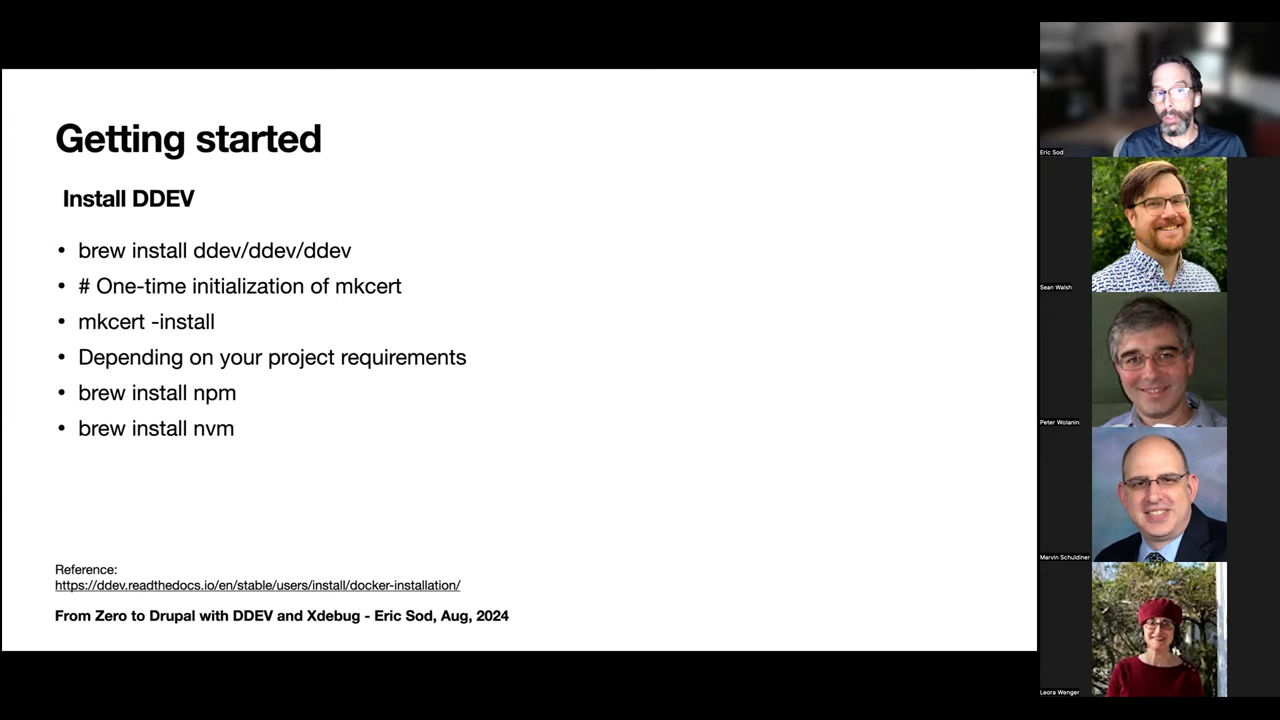 Getting started
Install DDEV
• brew install ddev/ddev/ddev
• # One-time initialization of mkcert
• mkcert -install
• Depending on your project requirements
• brew install npm
• brew install nvm
Reference:
https://ddev.readthedocs.io/en/stable/users/install/docker-installation/
From Zero to Drupal with DDEV and Xdebug - Eric Sod, Aug, 2024
Eric Sod
Sean Walsh
Peter Wolanin
Marvin Schuldiner
Leora Wenger